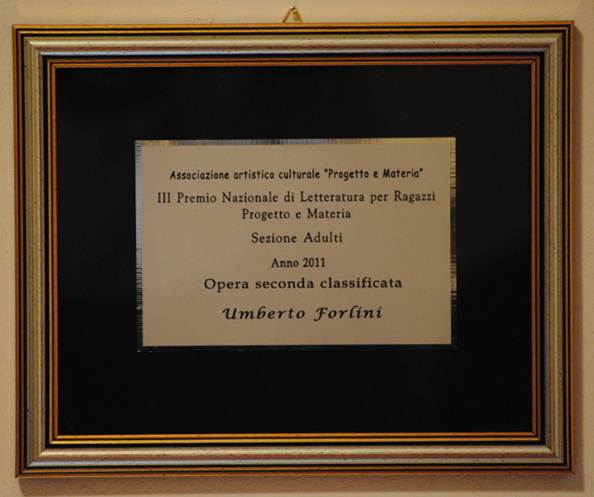 Associazione artistico culturale "Progetto e Materia"
III Premio Nazionale di Letteratura per Ragazzi
Progetto e Materia
Sezione Adulti
Anno 2011
Opera seconda classificata
Umberto Forlini